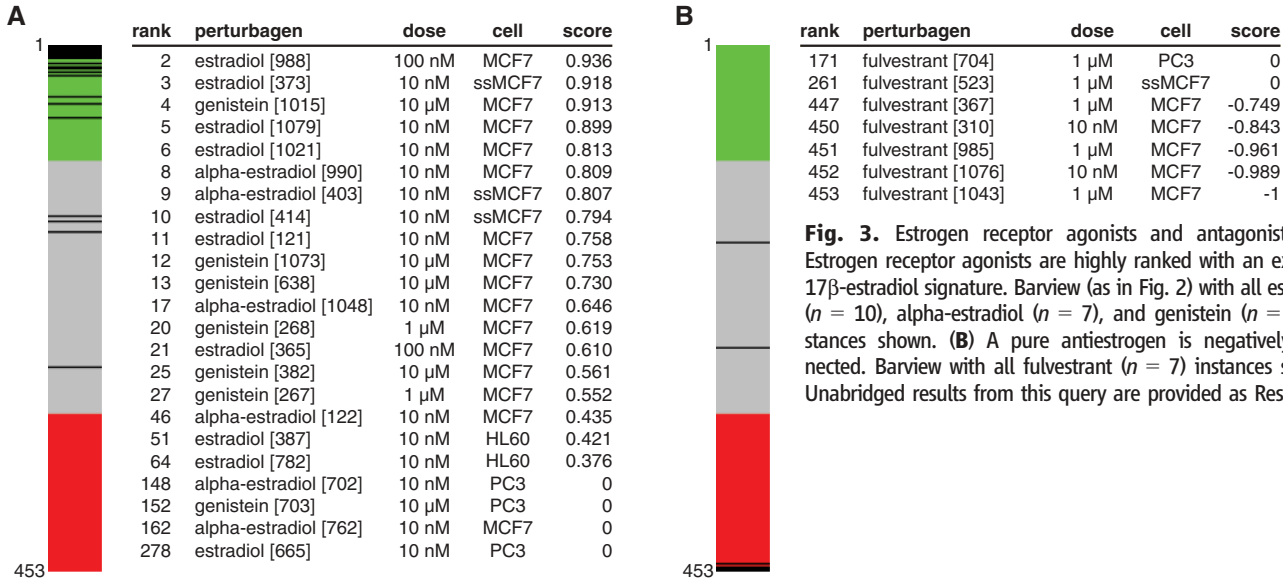 A
1
453
rank perturbagen dose cell score
2 estradiol [988] 100 nM MCF7 0.936
3 estradiol [373] 10 nM ssMCF7 0.918
4 genistein [1015] 10 µM MCF7 0.913
5 estradiol [1079] 10 nM MCF7 0.899
6 estradiol [1021] 10 nM MCF7 0.813
8 alpha-estradiol [990] 10 nM MCF7 0.809
9 alpha-estradiol [403] 10 nM ssMCF7 0.807
10 estradiol [414] 10 nM ssMCF7 0.794
11 estradiol [121] 10 nM MCF7 0.758
12 genistein [1073] 10 µM MCF7 0.753
13 genistein [638] 10 µM MCF7 0.730
17 alpha-estradiol [1048] 10 nM MCF7 0.646
20 genistein [268] 1 µM MCF7 0.619
21 estradiol [365] 100 nM MCF7 0.610
25 genistein [382] 10 µM MCF7 0.561
27 genistein [267] 1 µM MCF7 0.552
46 alpha-estradiol [122] 10 nM MCF7 0.435
51 estradiol [387] 10 nM HL60 0.421
64 estradiol [782] 10 nM HL60 0.376
148 alpha-estradiol [702] 10 nM PC3 0
152 genistein [703] 10 µM PC3 0
162 alpha-estradiol [762] 10 nM MCF7 0
278 estradiol [665] 10 nM PC3 0
B
1
453
rank perturbagen dose cell score
171 fulvestrant [704] 1 µM PC3 0
261 fulvestrant [523] 1 µM ssMCF7 0
447 fulvestrant [367] 1 µM MCF7 -0.749
450 fulvestrant [310] 10 nM MCF7 -0.843
451 fulvestrant [985] 1 µM MCF7 -0.961
452 fulvestrant [1076] 10 nM MCF7 -0.989
453 fulvestrant [1043] 1 µM MCF7 -1
Fig. 3. Estrogen receptor agonists and antagonist
Estrogen receptor agonists are highly ranked with an ex
17β-estradiol signature. Barview (as in Fig. 2) with all es
(n = 10), alpha-estradiol (n = 7), and genistein (n =
stances shown. (B) A pure antiestrogen is negatively
nected. Barview with all fulvestrant (n = 7) instances s
Unabridged results from this query are provided as Res